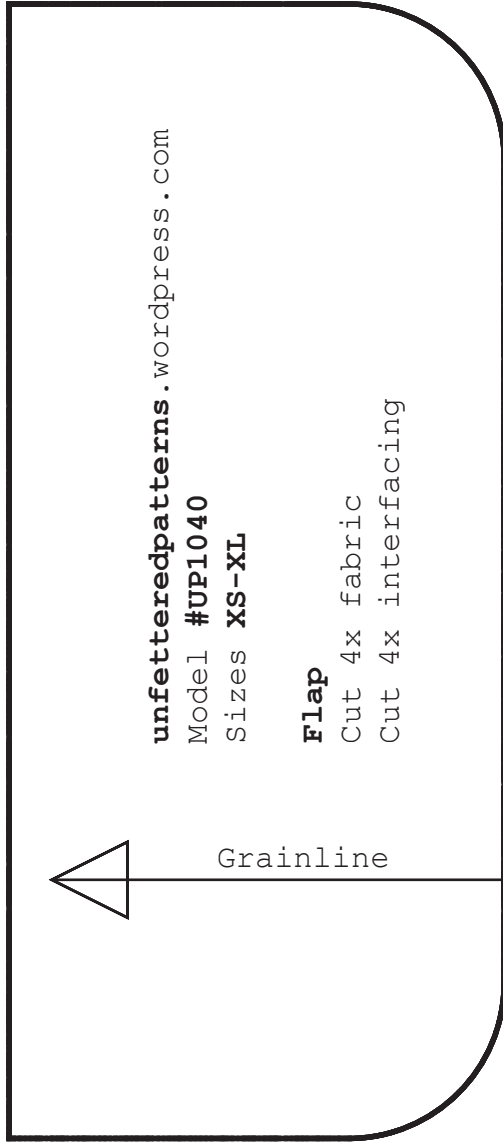 unfetteredpatterns.wordpress.com
Model #UP1040
Sizes XS-XL
Flap
Cut 4x fabric
Cut 4x interfacing
Grainline